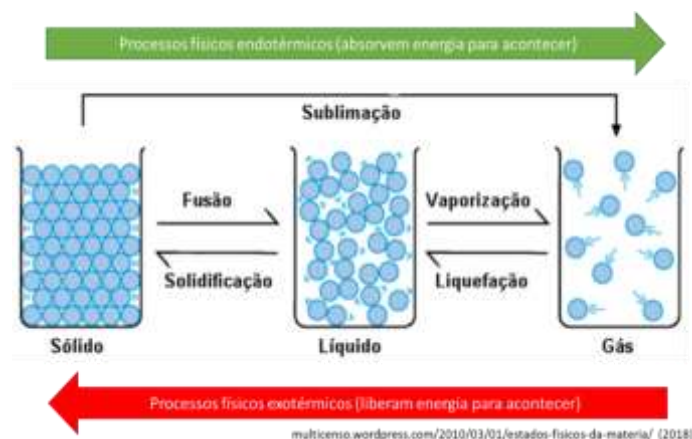 Processos físicos endotérmicos (absorvem energia para acontecer)
Sublimação
Fusão
Vaporização
Solidificação
Liquefação
Sólido
Líquido
Gás
Processos físicos exotérmicos (liberam energia para acontecer)
multicenso.wordpress.com/2010/03/01/estados-fisicos-da-materia/ (2018)